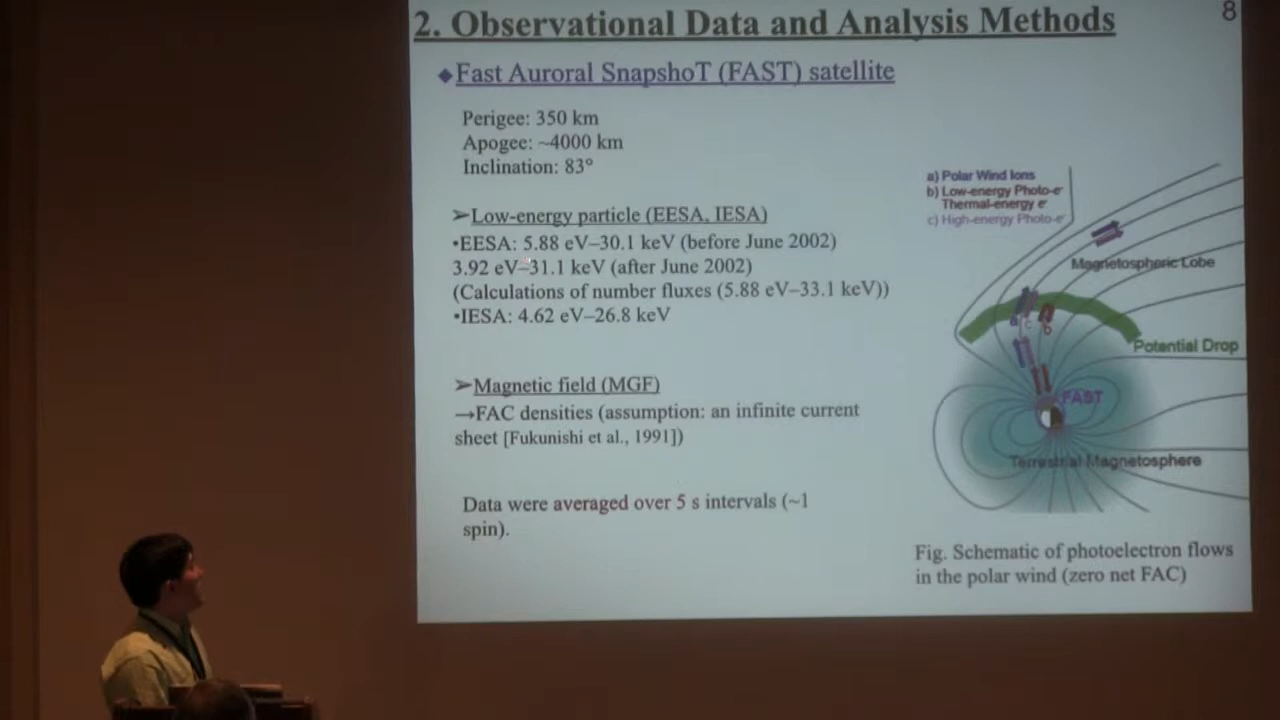 2. Observational Data and Analysis Methods
8
◆Fast Auroral SnapshoT (FAST) satellite
Perigee: 350 km
Apogee: ~4000 km
Inclination: 83°
➢Low-energy particle (EESA, IESA)
•EESA: 5.88 eV–30.1 keV (before June 2002)
3.92 eV–31.1 keV (after June 2002)
(Calculations of number fluxes (5.88 eV–33.1 keV))
•IESA: 4.62 eV–26.8 keV
➢Magnetic field (MGF)
→FAC densities (assumption: an infinite current
sheet [Fukunishi et al., 1991])
Data were averaged over 5 s intervals (~1
spin).
a) Polar Wind Ions
b) Low-energy Photo-e⁻
Thermal-energy e⁻
c) High-energy Photo-e⁻
Magnetospheric Lobe
a
c
b
Potential Drop
FAST
Terrestrial Magnetosphere
Fig. Schematic of photoelectron flows
in the polar wind (zero net FAC)